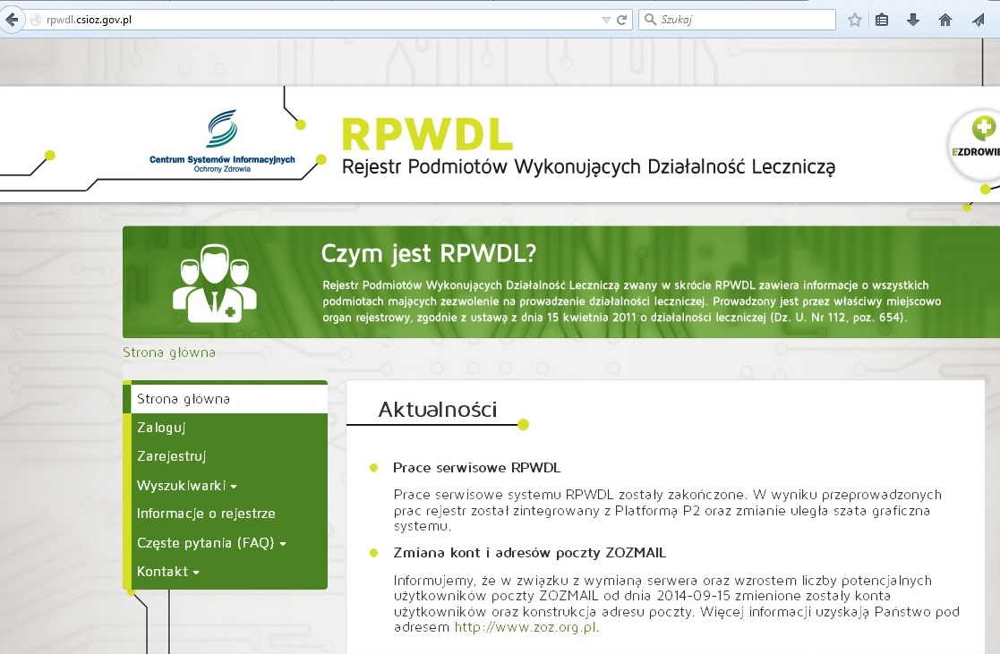 rpwdl.csioz.gov.pl
Szukaj
Centrum Systemów Informacyjnych
Ochrony Zdrowia
RPWDL
Rejestr Podmiotów Wykonujących Działalność Leczniczą
EZDROWIE
Czym jest RPWDL?
Rejestr Podmiotów Wykonujących Działalność Leczniczą zwany w skrócie RPWDL zawiera informacje o wszystkich
podmiotach mających zezwolenie na prowadzenie działalności leczniczej. Prowadzony jest przez właściwy miejscowo
organ rejestrowy, zgodnie z ustawą z dnia 15 kwietnia 2011 o działalności leczniczej (Dz. U. Nr 112, poz. 654).
Strona główna
Strona główna
Zaloguj
Zarejestruj
Wyszukiwarki
Informacje o rejestrze
Częste pytania (FAQ)
Kontakt
Aktualności
Prace serwisowe RPWDL
Prace serwisowe systemu RPWDL zostały zakończone. W wyniku przeprowadzonych
prac rejestr został zintegrowany z Platformą P2 oraz zmianie uległa szata graficzna
systemu.
Zmiana kont i adresów poczty ZOZMAIL
Informujemy, że w związku z wymianą serwera oraz wzrostem liczby potencjalnych
użytkowników poczty ZOZMAIL od dnia 2014-09-15 zmienione zostały konta
użytkowników oraz konstrukcja adresu poczty. Więcej informacji uzyskają Państwo pod
adresem http://www.zoz.org.pl.